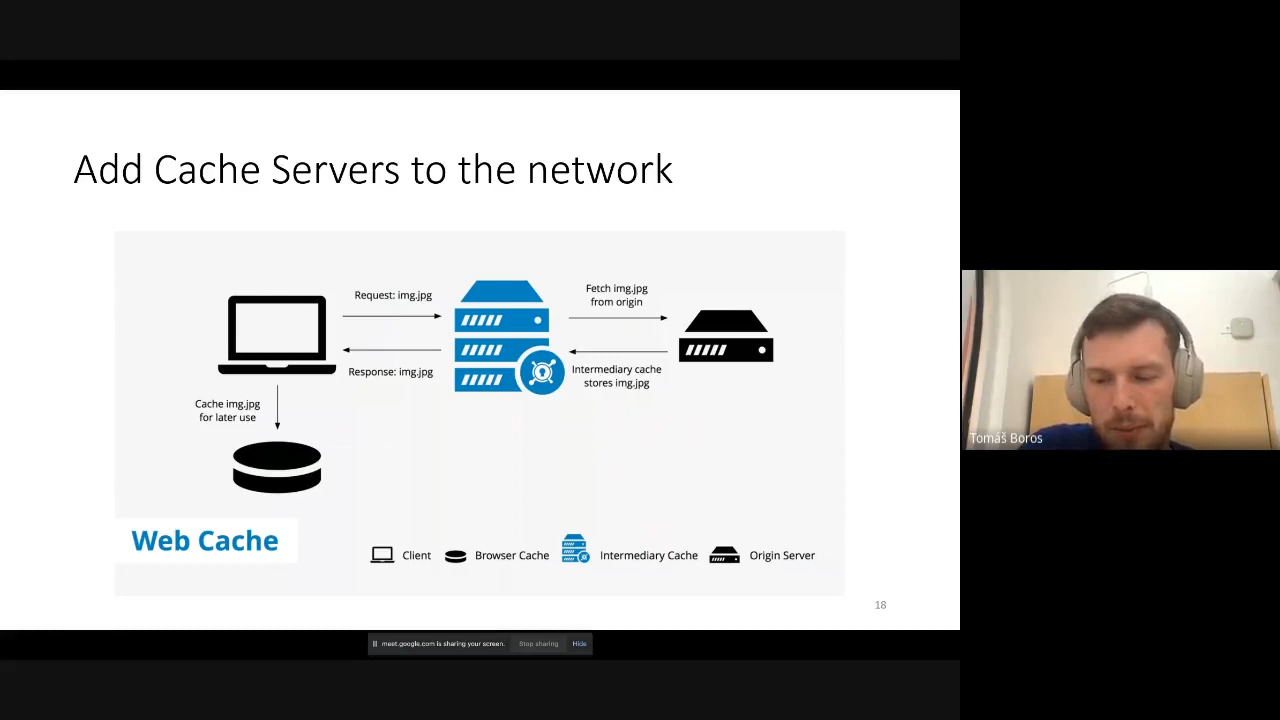 Add Cache Servers to the network
Request: img.jpg
Fetch img.jpg
from origin
Response: img.jpg
Intermediary cache
stores img.jpg
Cache img.jpg
for later use
Web Cache
Client
Browser Cache
Intermediary Cache
Origin Server
18
meet.google.com is sharing your screen.
Stop sharing
Hide
Tomáš Boros